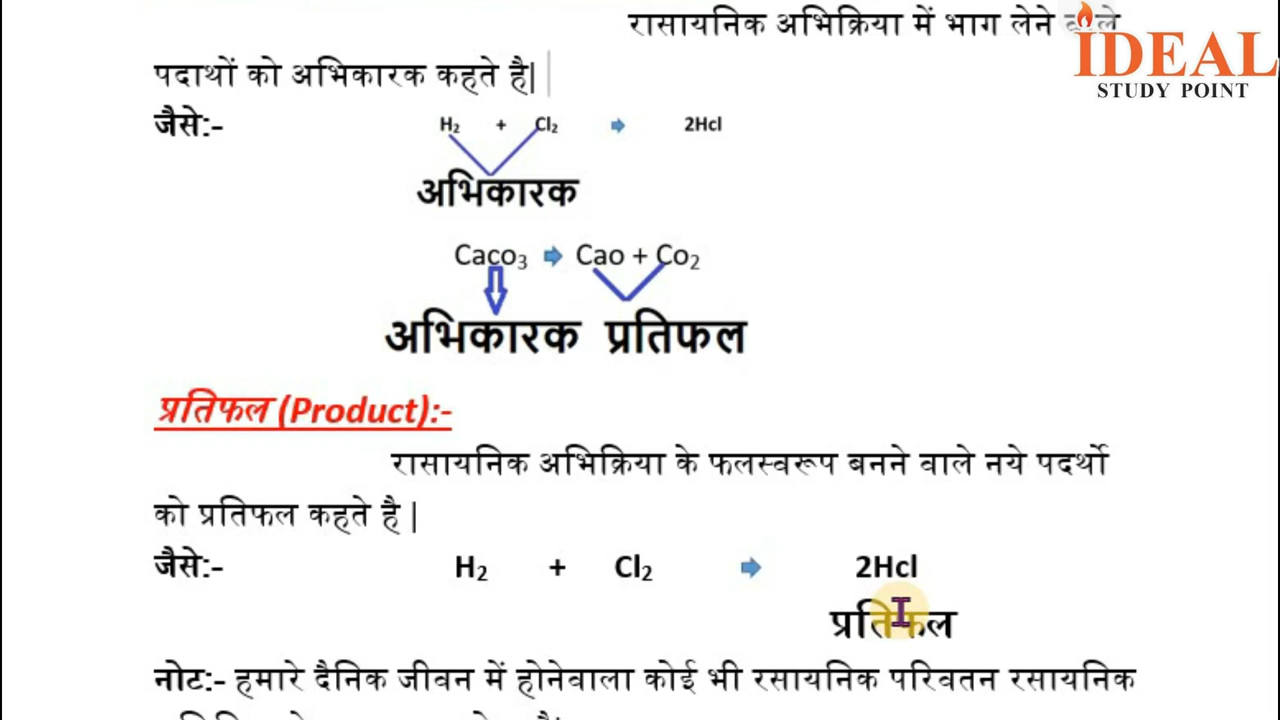 रासायनिक अभिक्रिया में भाग लेने वाले
IDEAL
STUDY POINT
पदाथों को अभिकारक कहते है|
जैसे:- H₂ + Cl₂ 2Hcl
अभिकारक
Caco₃ Cao + Co₂
अभिकारक प्रतिफल
प्रतिफल (Product):-
रासायनिक अभिक्रिया के फलस्वरूप बनने वाले नये पदर्थो
को प्रतिफल कहते है |
जैसे:- H₂ + Cl₂ 2Hcl
प्रतिफल
नोट:- हमारे दैनिक जीवन में होनेवाला कोई भी रसायनिक परिवतन रसायनिक